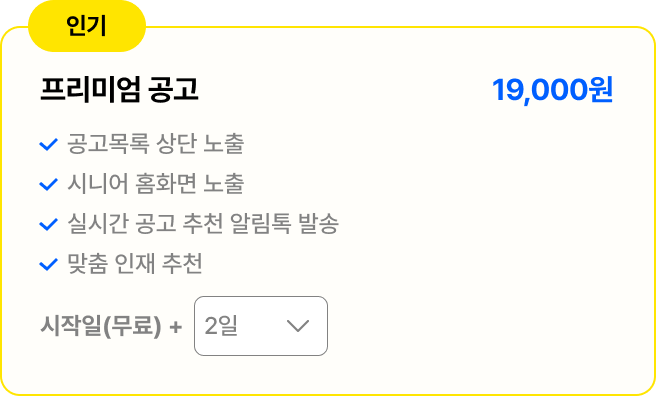 인기
프리미엄 공고 19,000원
공고목록 상단 노출
시니어 홈화면 노출
실시간 공고 추천 알림톡 발송
맞춤 인재 추천
시작일(무료) + 2일